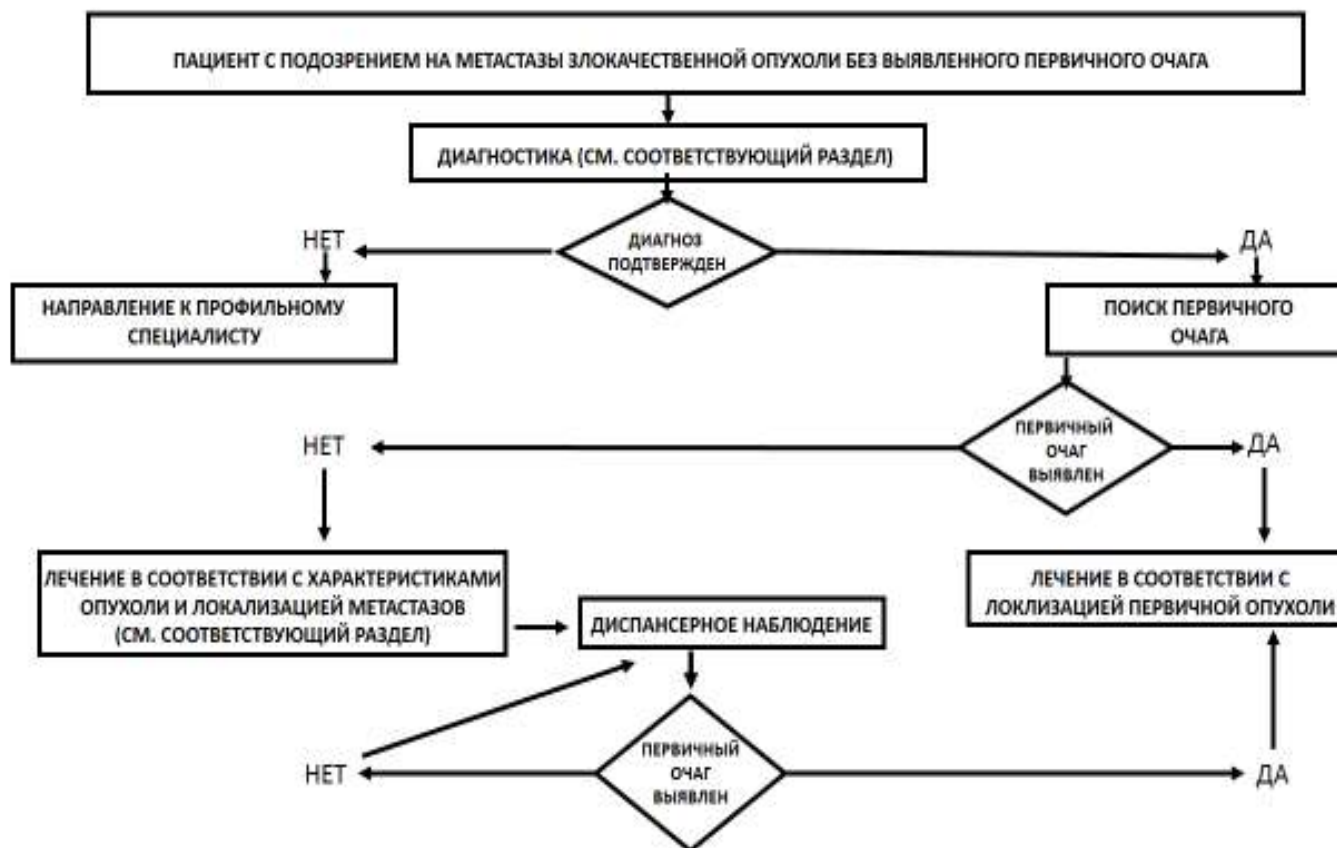 ПАЦИЕНТ С ПОДОЗРЕНИЕМ НА МЕТАСТАЗЫ ЗЛОКАЧЕСТВЕННОЙ ОПУХОЛИ БЕЗ ВЫЯВЛЕННОГО ПЕРВИЧНОГО ОЧАГА
ДИАГНОСТИКА (СМ. СООТВЕТСТВУЮЩИЙ РАЗДЕЛ)
ДИАГНОЗ
ПОДТВЕРЖДЕН
НЕТ
ДА
НАПРАВЛЕНИЕ К ПРОФИЛЬНОМУ
СПЕЦИАЛИСТУ
ПОИСК ПЕРВИЧНОГО
ОЧАГА
ПЕРВИЧНЫЙ
ОЧАГ
ВЫЯВЛЕН
НЕТ
ДА
ЛЕЧЕНИЕ В СООТВЕТСТВИИ С ХАРАКТЕРИСТИКАМИ
ОПУХОЛИ И ЛОКАЛИЗАЦИЕЙ МЕТАСТАЗОВ
(СМ. СООТВЕТСТВУЮЩИЙ РАЗДЕЛ)
ДИСПАНСЕРНОЕ НАБЛЮДЕНИЕ
ЛЕЧЕНИЕ В СООТВЕТСТВИИ С
ЛОКЛИЗАЦИЕЙ ПЕРВИЧНОЙ ОПУХОЛИ
ПЕРВИЧНЫЙ
ОЧАГ
ВЫЯВЛЕН
НЕТ
ДА